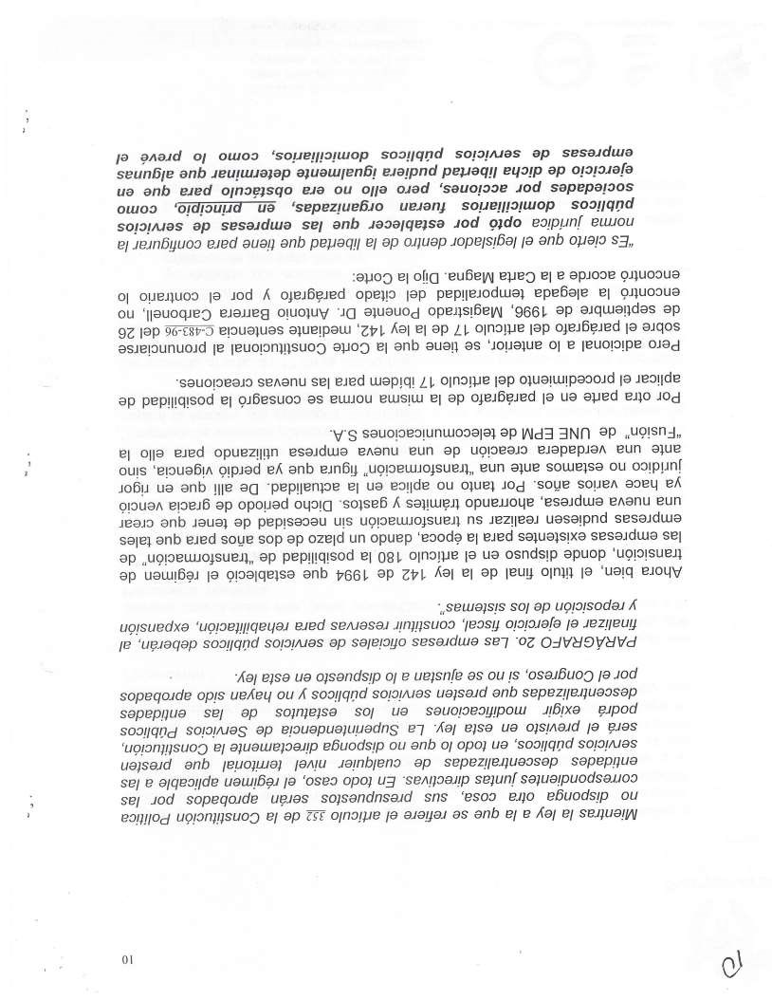 10
10
Mientras la ley a la que se refiere el artículo 352 de la Constitución Política
no disponga otra cosa, sus presupuestos serán aprobados por las
correspondientes juntas directivas. En todo caso, el régimen aplicable a las
entidades descentralizadas de cualquier nivel territorial que presten
servicios públicos, en todo lo que no disponga directamente la Constitución,
será el previsto en esta ley. La Superintendencia de Servicios Públicos
podrá exigir modificaciones en los estatutos de las entidades
descentralizadas que presten servicios públicos y no hayan sido aprobados
por el Congreso, si no se ajustan a lo dispuesto en esta ley.
PARÁGRAFO 2o. Las empresas oficiales de servicios públicos deberán, al
finalizar el ejercicio fiscal, constituir reservas para rehabilitación, expansión
y reposición de los sistemas".
Ahora bien, el titulo final de la ley 142 de 1994 que estableció el régimen de
transición, donde dispuso en el artículo 180 la posibilidad de "transformación" de
las empresas existentes para la época, dando un plazo de dos años para que tales
empresas pudiesen realizar su transformación sin necesidad de tener que crear
una nueva empresa, ahorrando trámites y gastos. Dicho periodo de gracia venció
ya hace varios años. Por tanto no aplica en la actualidad. De allí que en rigor
jurídico no estamos ante una "transformación" figura que ya perdió vigencia, sino
ante una verdadera creación de una nueva empresa utilizando para ello la
"Fusión" de UNE EPM de telecomunicaciones S.A.
Por otra parte en el parágrafo de la misma norma se consagró la posibilidad de
aplicar el procedimiento del artículo 17 ibídem para las nuevas creaciones.
Pero adicional a lo anterior, se tiene que la Corte Constitucional al pronunciarse
sobre el parágrafo del artículo 17 de la ley 142, mediante sentencia C-483-96 del 26
de septiembre de 1996, Magistrado Ponente Dr. Antonio Barrera Carbonell, no
encontró la alegada temporalidad del citado parágrafo y por el contrario lo
encontró acorde a la Carta Magna. Dijo la Corte:
"Es cierto que el legislador dentro de la libertad que tiene para configurar la
norma jurídica optó por establecer que las empresas de servicios
públicos domiciliarios fueran organizadas, en principio, como
sociedades por acciones, pero ello no era obstáculo para que en
ejercicio de dicha libertad pudiera igualmente determinar que algunas
empresas de servicios públicos domiciliarios, como lo prevé el